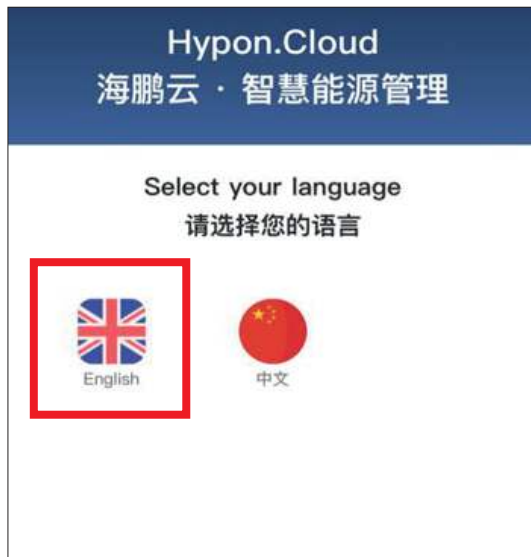 Hypon.Cloud
海鹏云 · 智慧能源管理
Select your language
请选择您的语言
English
中文